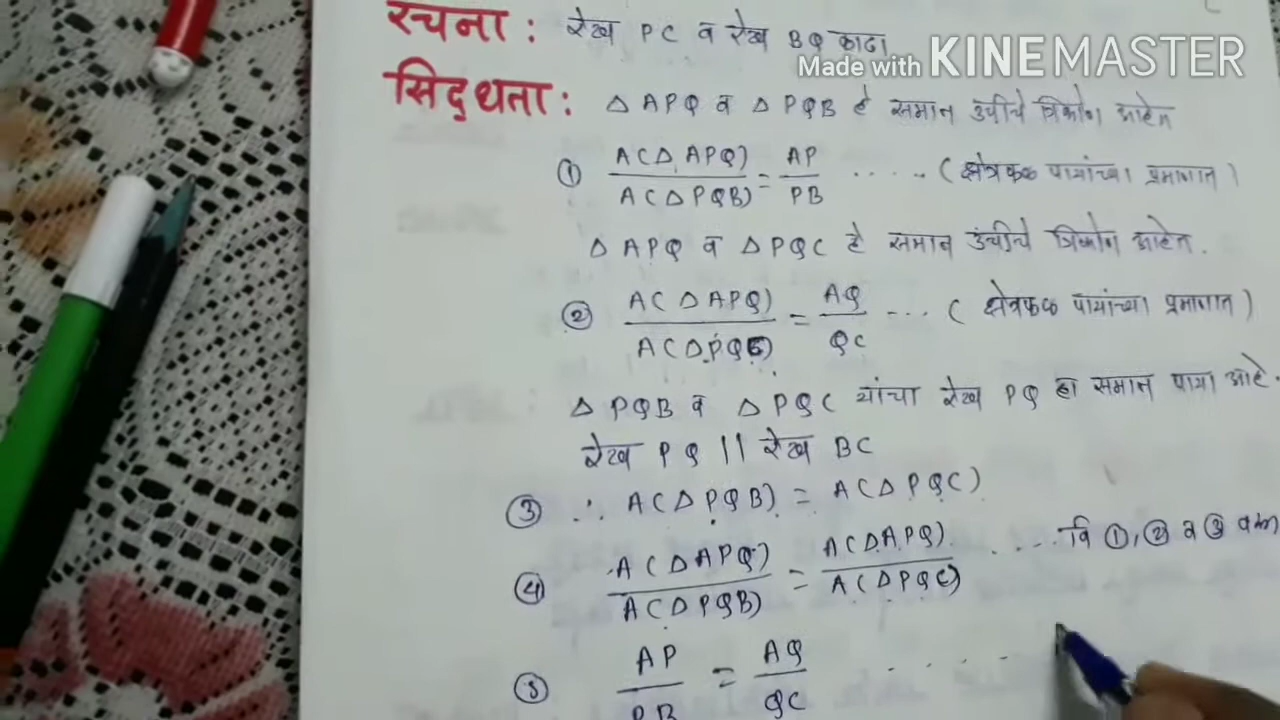 रचना : रेख PC व रेख BQ काढा
Made with KINEMASTER
सिद्धता : △ APQ व △ PQB हे समान उंचीचे त्रिकोण आहेत
① A(△ APQ) / A(△PQB) = AP / PB ..... (क्षेत्रफळ पायांच्या प्रमाणात)
△ APQ व △ PQC हे समान उंचीचे त्रिकोण आहेत.
② A(△APQ) / A(△PQC) = AQ / QC ... (क्षेत्रफळ पायांच्या प्रमाणात)
△ PQB व △ PQC यांचा रेख PQ हा समान पाया आहे.
रेख PQ || रेख BC
③ ∴ A(△PQB) = A(△PQC)
④ A(△APQ) / A(△PQB) = A(△APQ) / A(△PQC) .... वि ①, ② व ③
AP / PB = AQ / QC .....